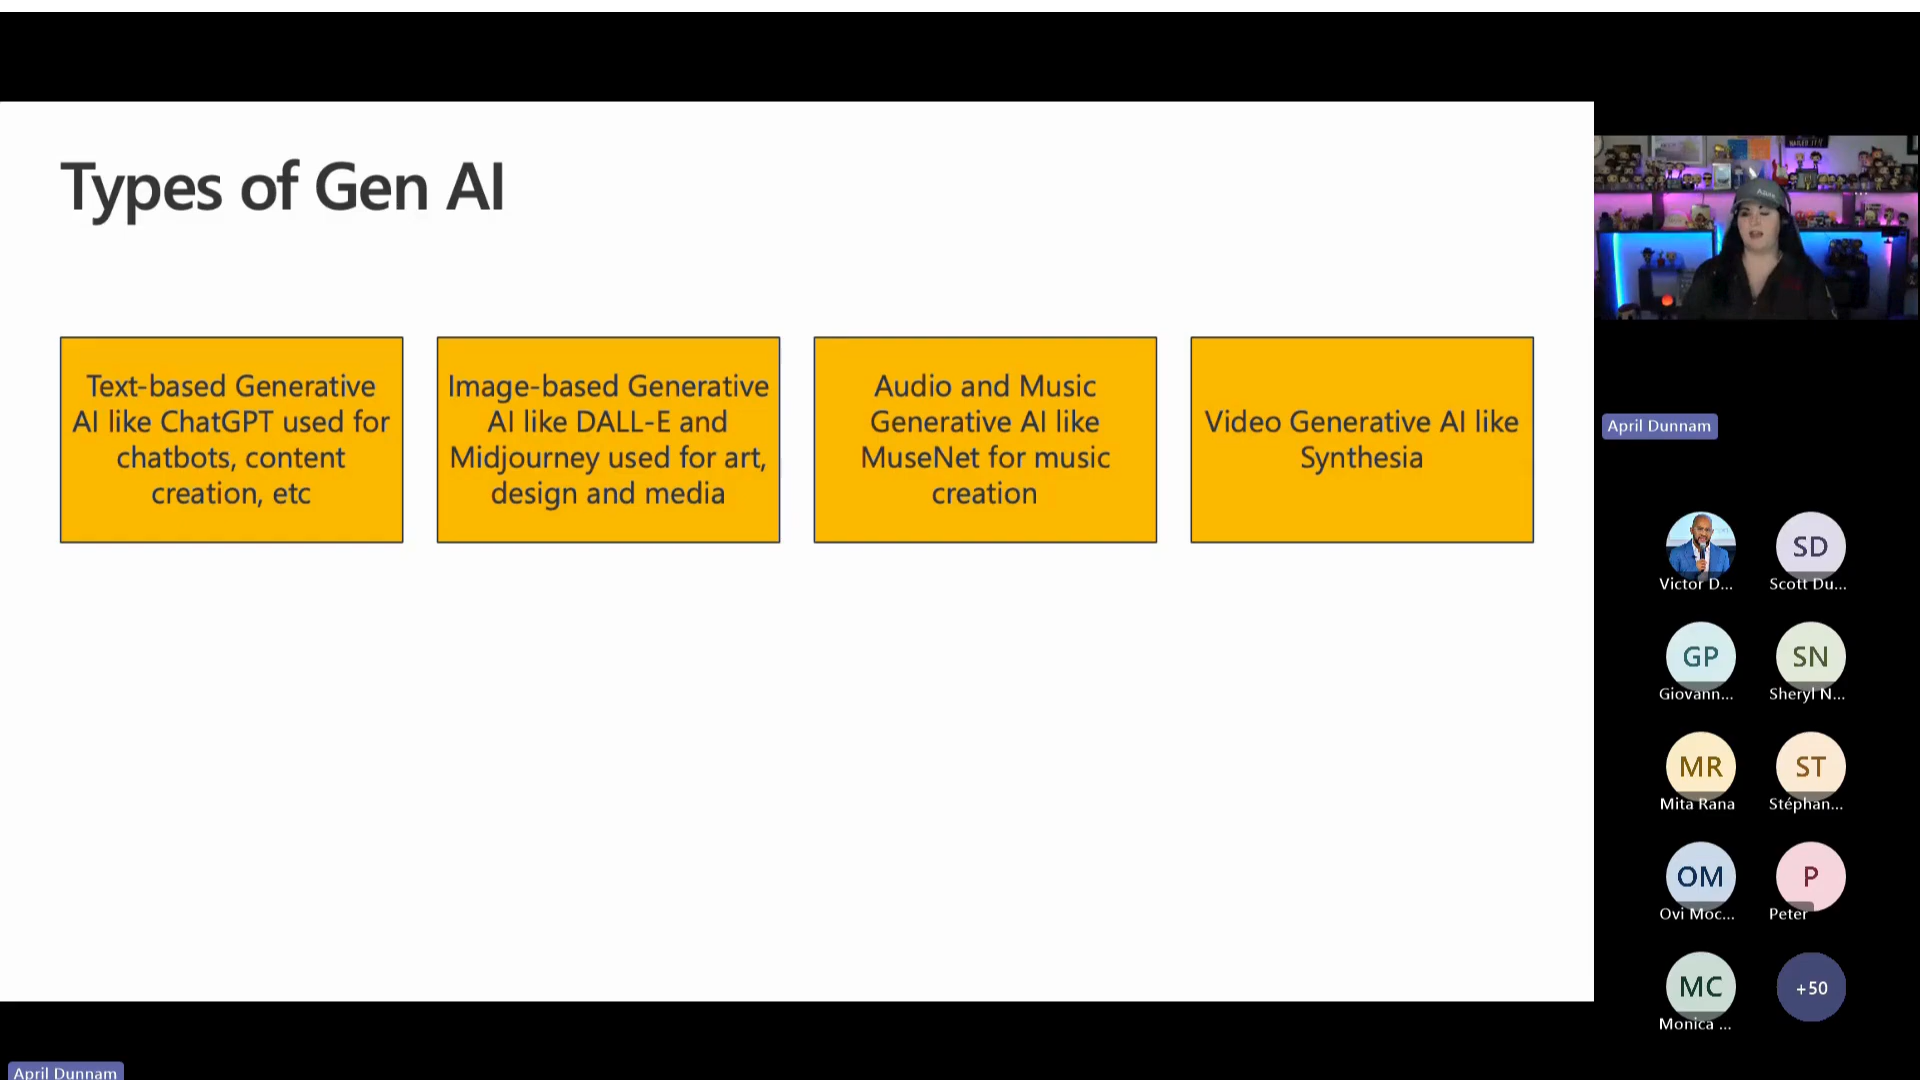 Types of Gen AI
Text-based Generative
AI like ChatGPT used for
chatbots, content
creation, etc
Image-based Generative
AI like DALL-E and
Midjourney used for art,
design and media
Audio and Music
Generative AI like
MuseNet for music
creation
Video Generative AI like
Synthesia
April Dunnam
Victor D...
SD
Scott Du...
GP
Giovann...
SN
Sheryl N...
MR
Mita Rana
ST
Stéphan...
OM
Ovi Moc...
P
Peter
MC
Monica ...
+50
April Dunnam